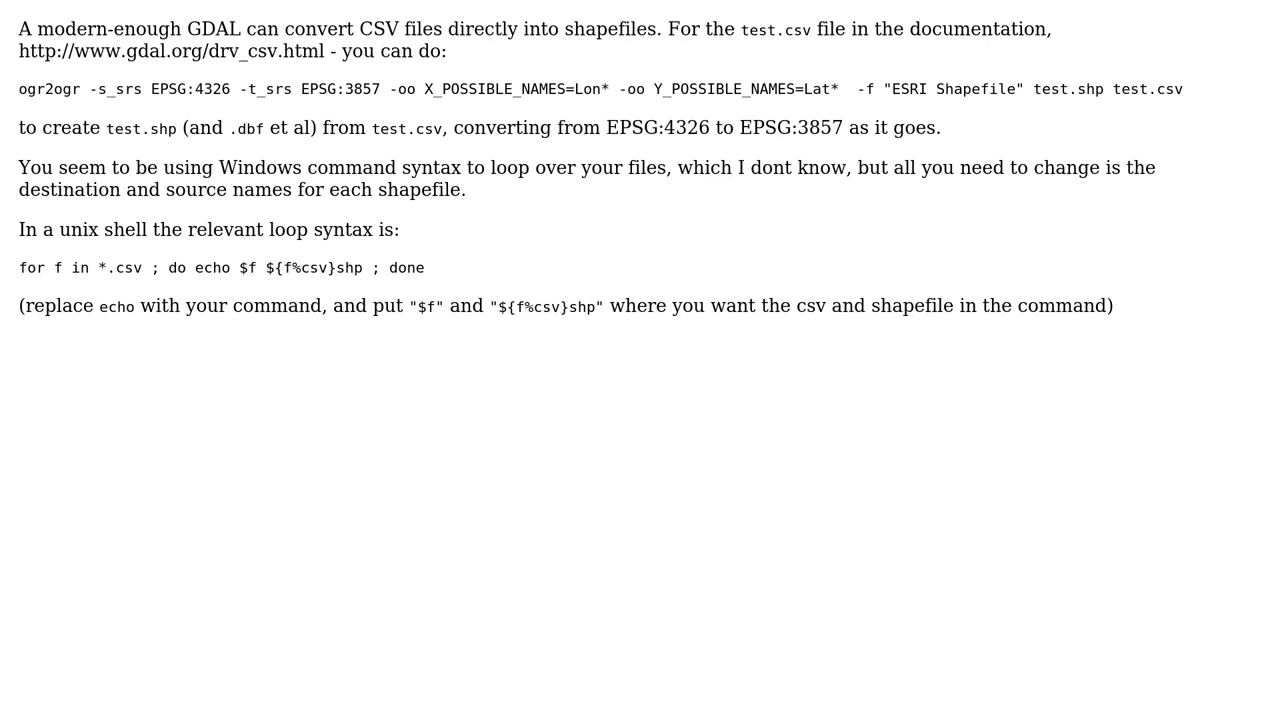 A modern-enough GDAL can convert CSV files directly into shapefiles. For the test.csv file in the documentation,
http://www.gdal.org/drv_csv.html - you can do:
ogr2ogr -s_srs EPSG:4326 -t_srs EPSG:3857 -oo X_POSSIBLE_NAMES=Lon* -oo Y_POSSIBLE_NAMES=Lat*  -f "ESRI Shapefile" test.shp test.csv
to create test.shp (and .dbf et al) from test.csv, converting from EPSG:4326 to EPSG:3857 as it goes.
You seem to be using Windows command syntax to loop over your files, which I dont know, but all you need to change is the
destination and source names for each shapefile.
In a unix shell the relevant loop syntax is:
for f in *.csv ; do echo $f ${f%csv}shp ; done
(replace echo with your command, and put "$f" and "${f%csv}shp" where you want the csv and shapefile in the command)